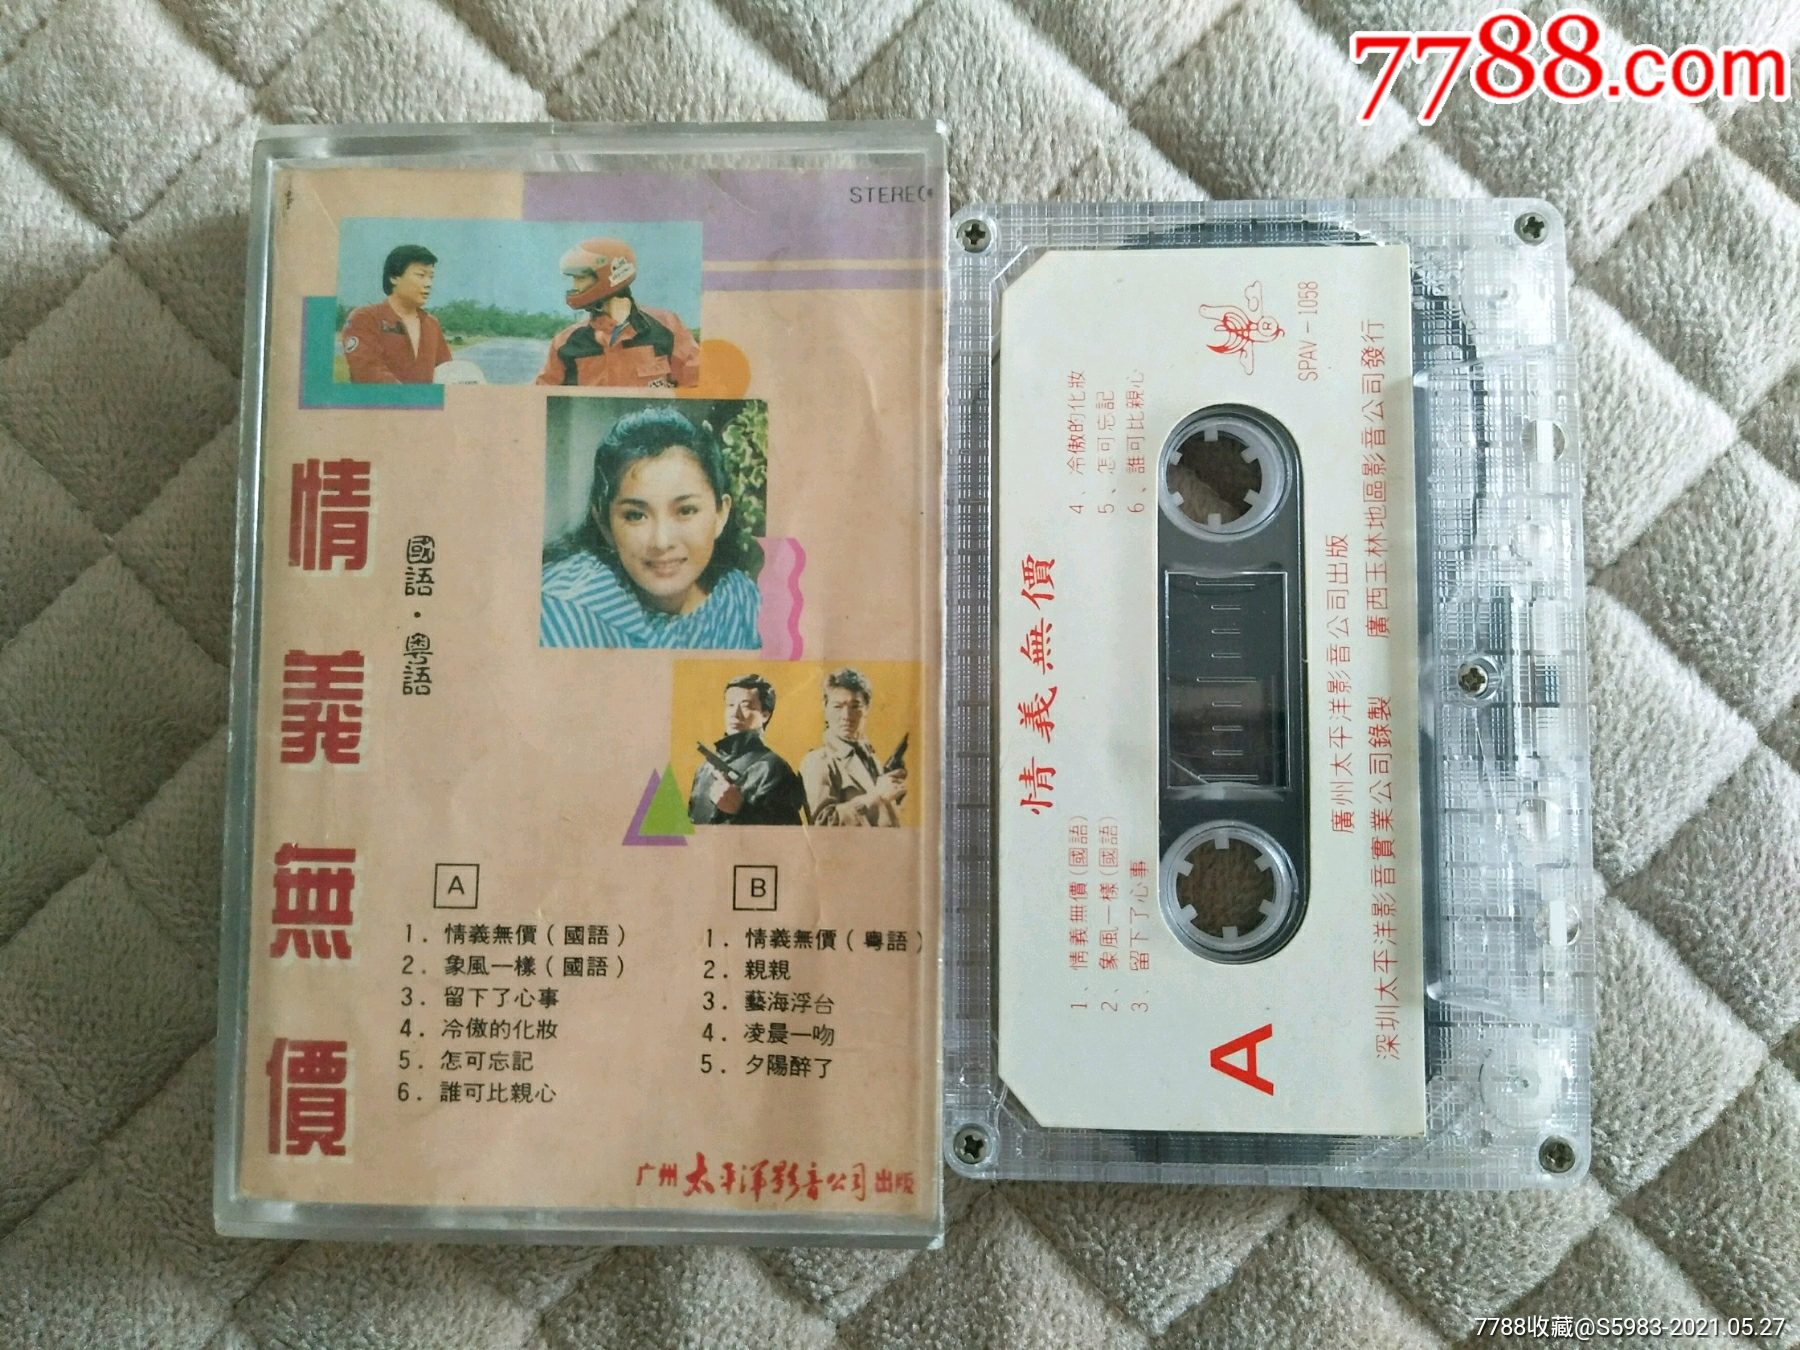 7788.com
STEREO
情義無價
國語·粵語
A
1. 情義無價(國語)
2. 象風一樣(國語)
3. 留下了心事
4. 冷傲的化妝
5. 怎可忘記
6. 誰可比親心
B
1. 情義無價(粵語)
2. 親親
3. 藝海浮台
4. 凌晨一吻
5. 夕陽醉了
广州太平洋影音公司出版
情義無價
1、情義無價(國語)
2、象風一樣(國語)
3、留下了心事
4、冷傲的化妝
5、怎可忘記
6、誰可比親心
A
R
SPAV-1058
廣州太平洋影音公司出版
深圳太平洋影音實業公司錄製 廣西玉林地區影音公司發行
7788收藏@S5983-2021.05.27